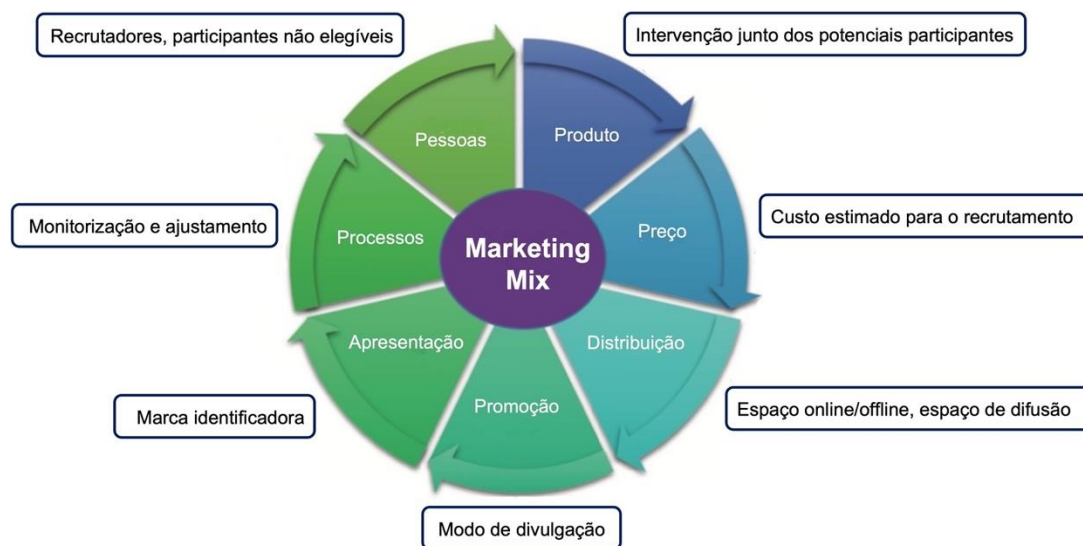 Recrutadores, participantes não elegíveis
Intervenção junto dos potenciais participantes
Pessoas
Produto
Monitorização e ajustamento
Processos
Marketing
Mix
Preço
Custo estimado para o recrutamento
Apresentação
Distribuição
Marca identificadora
Promoção
Espaço online/offline, espaço de difusão
Modo de divulgação